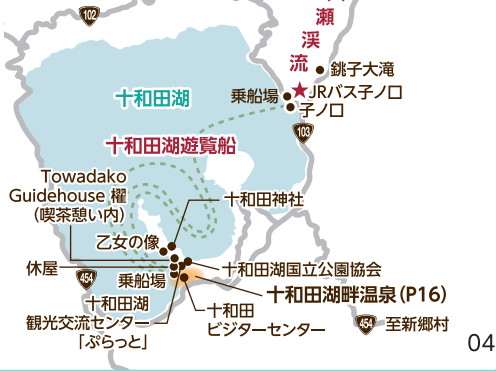 102
瀬
渓
流
銚子大滝
JRバス子ノ口
乗船場
子ノ口
十和田湖
103
十和田湖遊覧船
Towadako
Guidehouse 櫂
（喫茶憩い内）
十和田神社
乙女の像
休屋
454
乗船場
十和田湖国立公園協会
十和田湖畔温泉（P16）
十和田湖
観光交流センター
「ぷらっと」
十和田
ビジターセンター
454
至新郷村
04